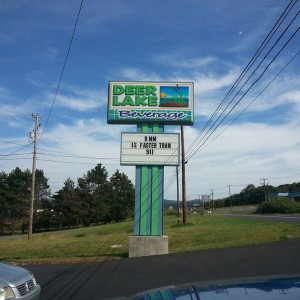 DEER
LAKE
Beverage
9 MM
IS FASTER THAN
911